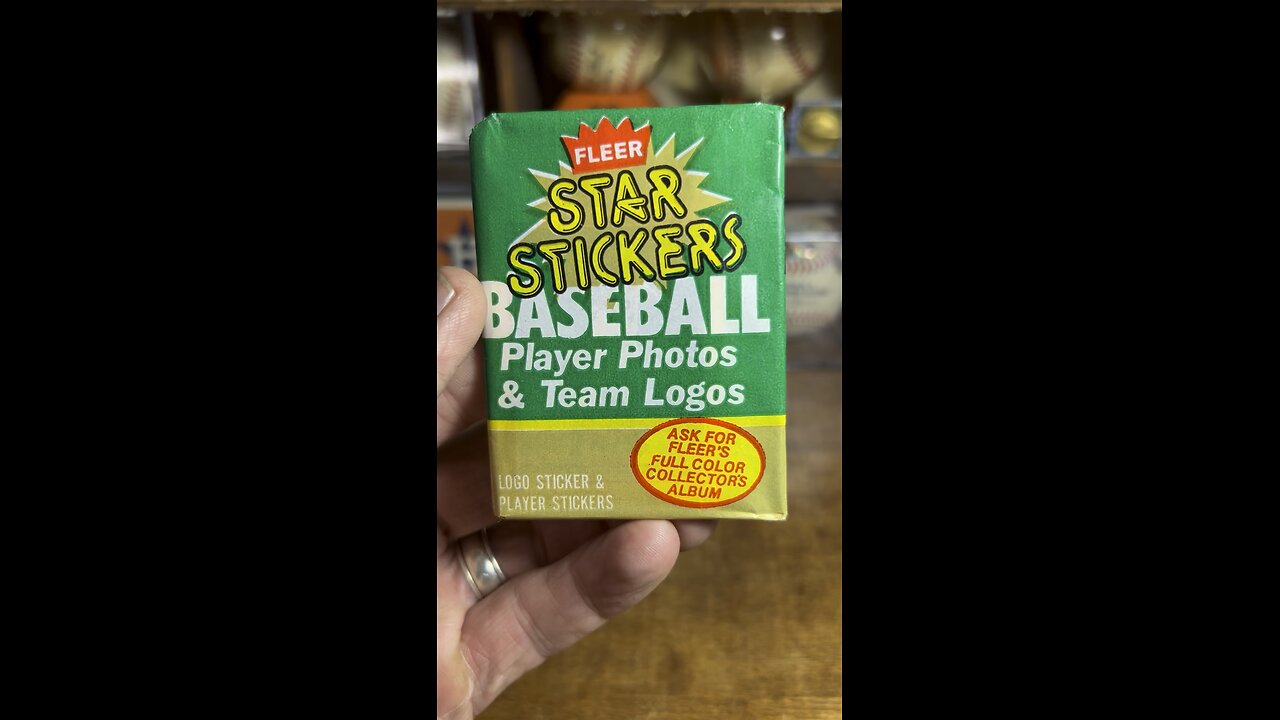 FLEER
STAR
STICKERS
BASEBALL
Player Photos
& Team Logos
ASK FOR
FLEER'S
FULL COLOR
COLLECTOR'S
ALBUM
LOGO STICKER &
PLAYER STICKERS